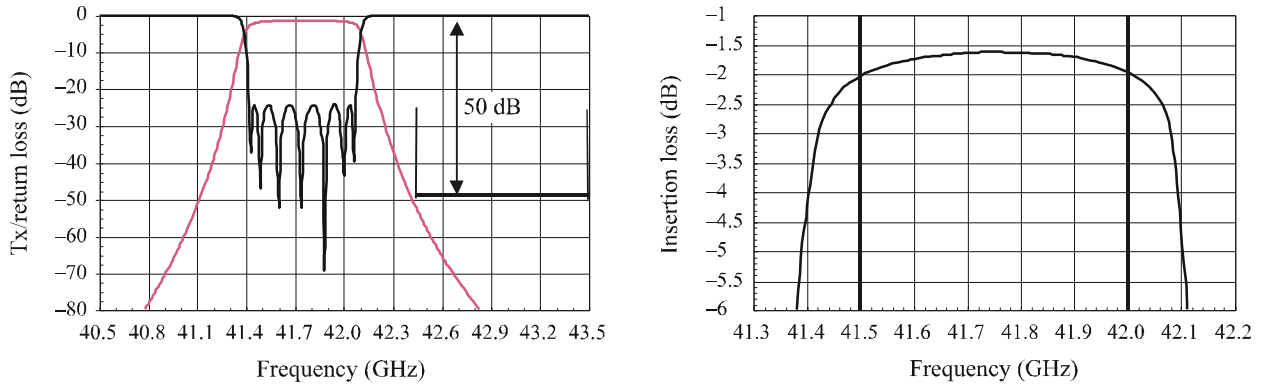 0
–10
–20
–30
–40
–50
–60
–70
–80
Tx/return loss (dB)
50 dB
40.5 40.8 41.1 41.4 41.7 42.0 42.3 42.6 42.9 43.2 43.5
Frequency (GHz)
–1
–1.5
–2
–2.5
–3
–3.5
–4
–4.5
–5
–5.5
–6
Insertion loss (dB)
41.3 41.4 41.5 41.6 41.7 41.8 41.9 42.0 42.1 42.2
Frequency (GHz)